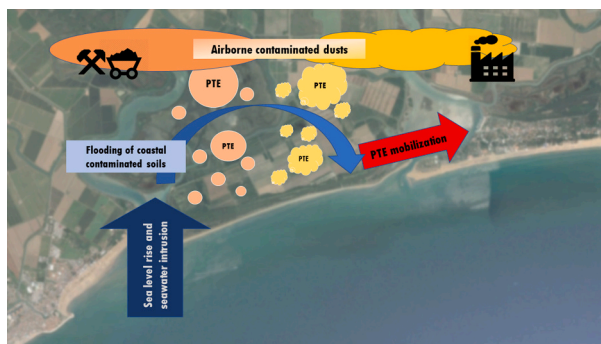 Airborne contaminated dusts
PTE
PTE
PTE
PTE
Flooding of coastal
contaminated soils
PTE mobilization
Sea level rise and
seawater intrusion